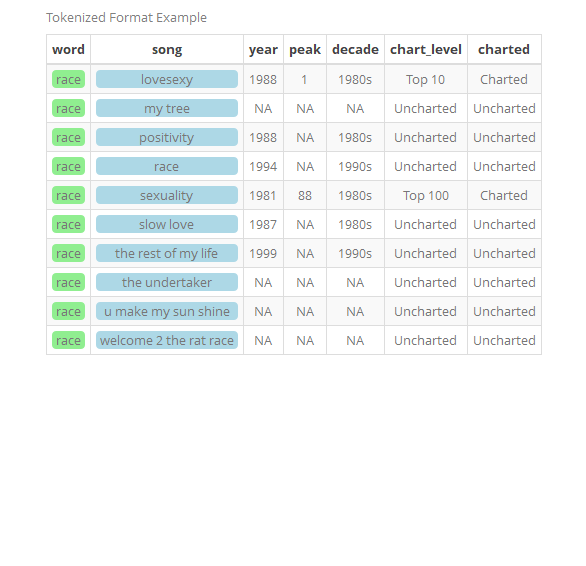 Tokenized Format Example
word song year peak decade chart_level charted
race lovesexy 1988 1 1980s Top 10 Charted
race my tree NA NA NA Uncharted Uncharted
race positivity 1988 NA 1980s Uncharted Uncharted
race race 1994 NA 1990s Uncharted Uncharted
race sexuality 1981 88 1980s Top 100 Charted
race slow love 1987 NA 1980s Uncharted Uncharted
race the rest of my life 1999 NA 1990s Uncharted Uncharted
race the undertaker NA NA NA Uncharted Uncharted
race u make my sun shine NA NA NA Uncharted Uncharted
race welcome 2 the rat race NA NA NA Uncharted Uncharted